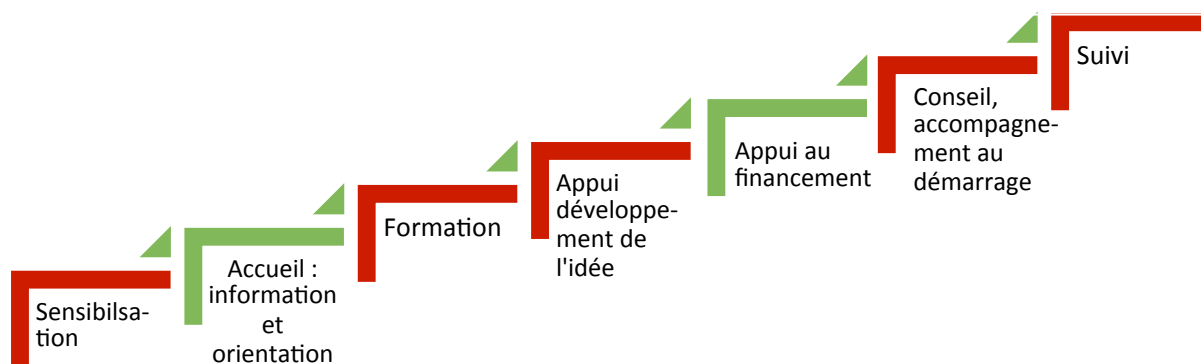 Sensibilsa-
tion
Accueil :
information
et
orientation
Formation
Appui
développe-
ment de
l'idée
Appui au
financement
Conseil,
accompagne-
ment au
démarrage
Suivi